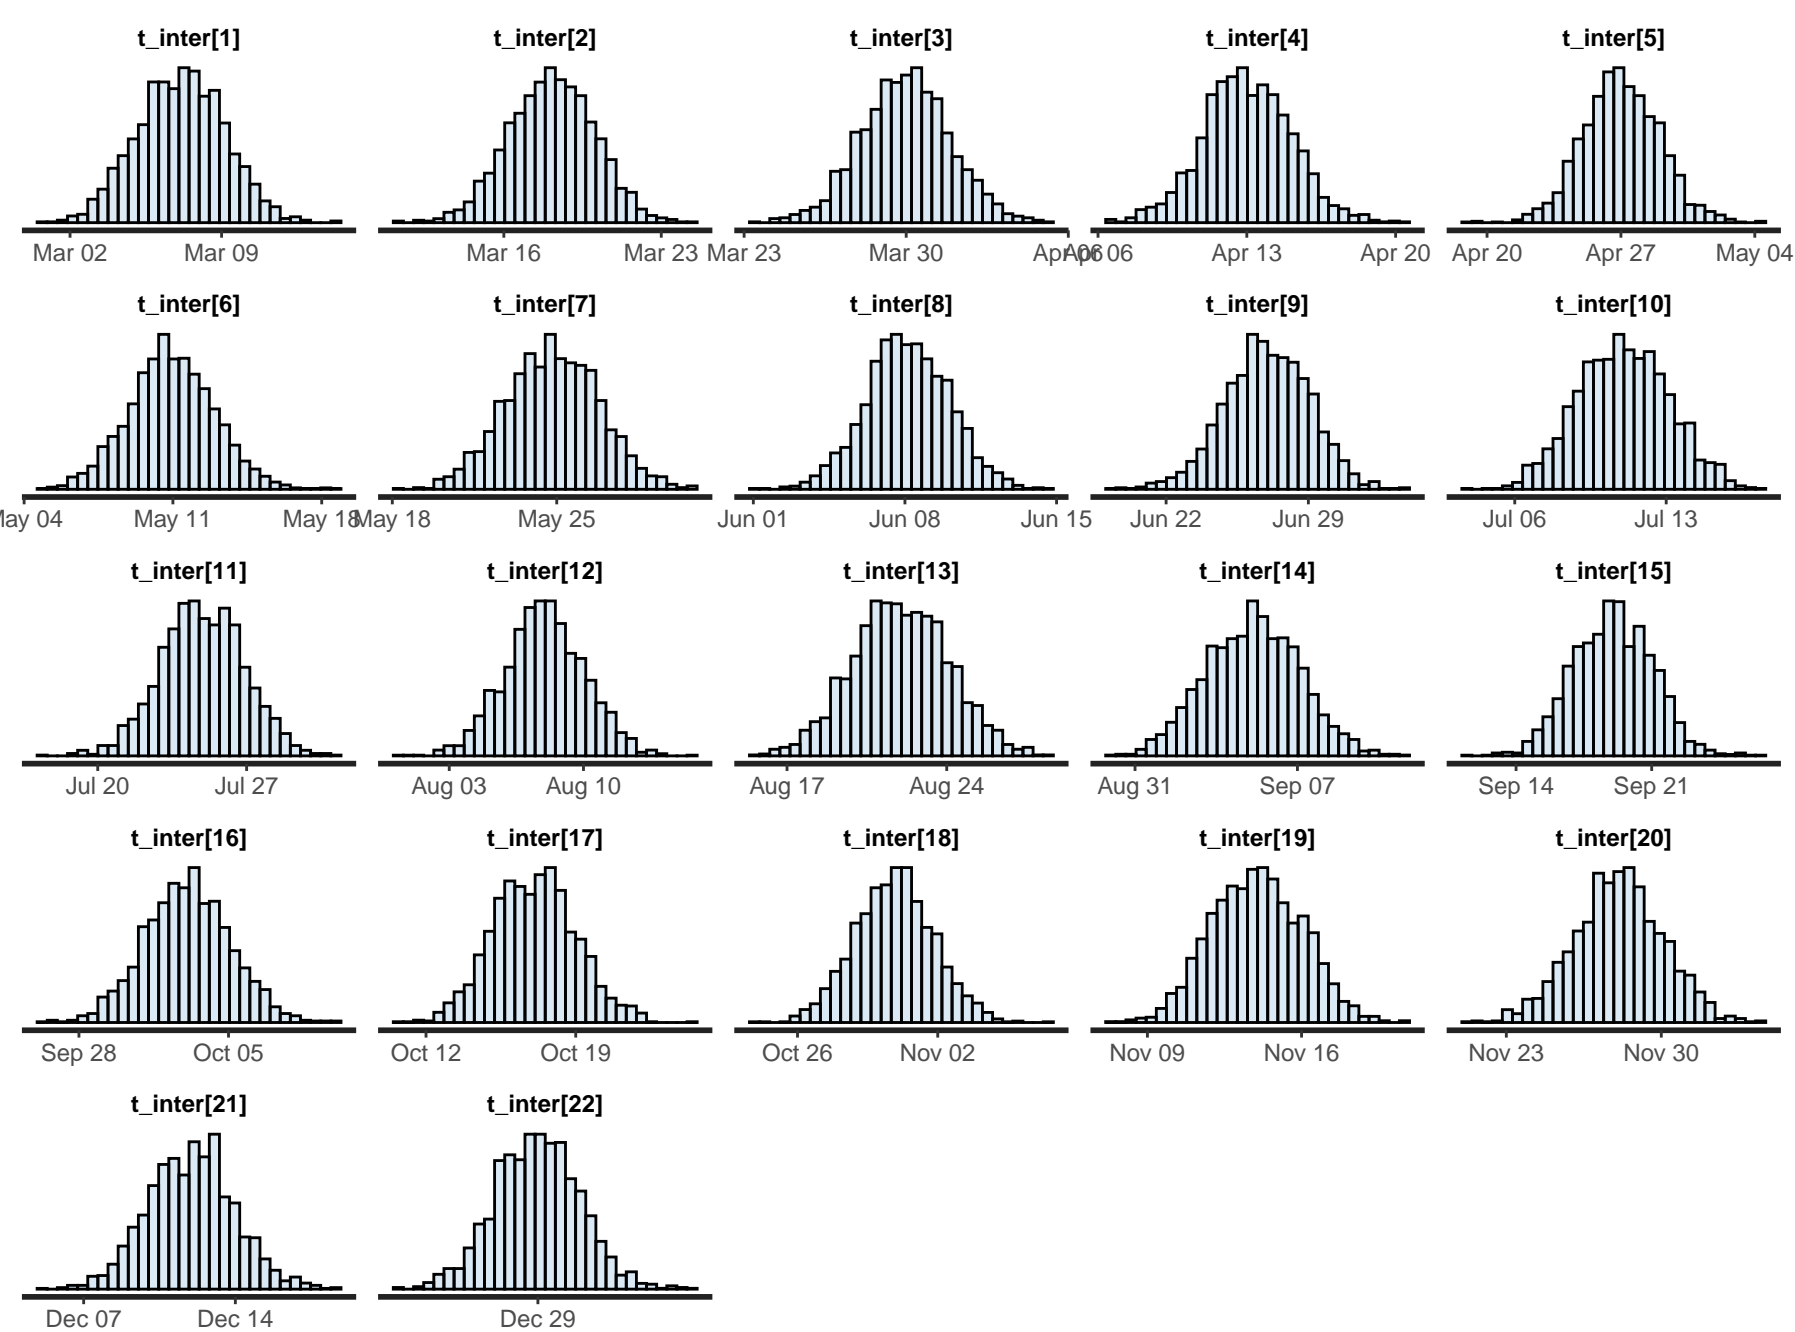 t_inter[1] t_inter[2] t_inter[3] t_inter[4] t_inter[5]
Mar 02 Mar 09 Mar 16 Mar 23 Mar 23 Mar 30 Apr 06 Apr 06 Apr 13 Apr 20 Apr 20 Apr 27 May 04
t_inter[6] t_inter[7] t_inter[8] t_inter[9] t_inter[10]
May 04 May 11 May 18 May 18 May 25 Jun 01 Jun 08 Jun 15 Jun 22 Jun 29 Jul 06 Jul 13
t_inter[11] t_inter[12] t_inter[13] t_inter[14] t_inter[15]
Jul 20 Jul 27 Aug 03 Aug 10 Aug 17 Aug 24 Aug 31 Sep 07 Sep 14 Sep 21
t_inter[16] t_inter[17] t_inter[18] t_inter[19] t_inter[20]
Sep 28 Oct 05 Oct 12 Oct 19 Oct 26 Nov 02 Nov 09 Nov 16 Nov 23 Nov 30
t_inter[21] t_inter[22]
Dec 07 Dec 14 Dec 29